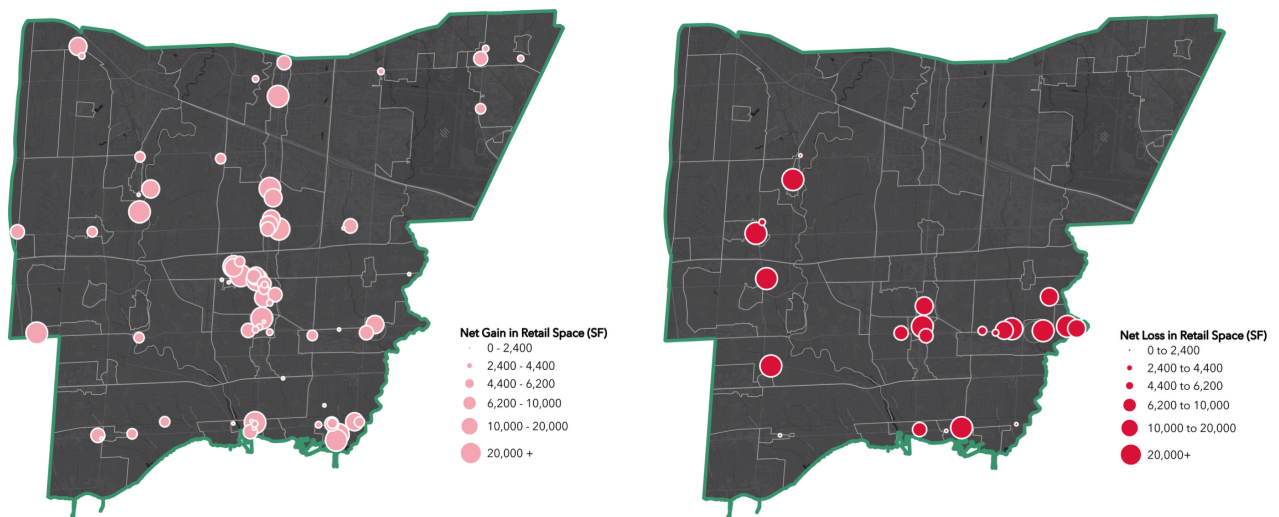 Net Gain in Retail Space (SF)
0 - 2,400
2,400 - 4,400
4,400 - 6,200
6,200 - 10,000
10,000 - 20,000
20,000 +
Net Loss in Retail Space (SF)
0 to 2,400
2,400 to 4,400
4,400 to 6,200
6,200 to 10,000
10,000 to 20,000
20,000+